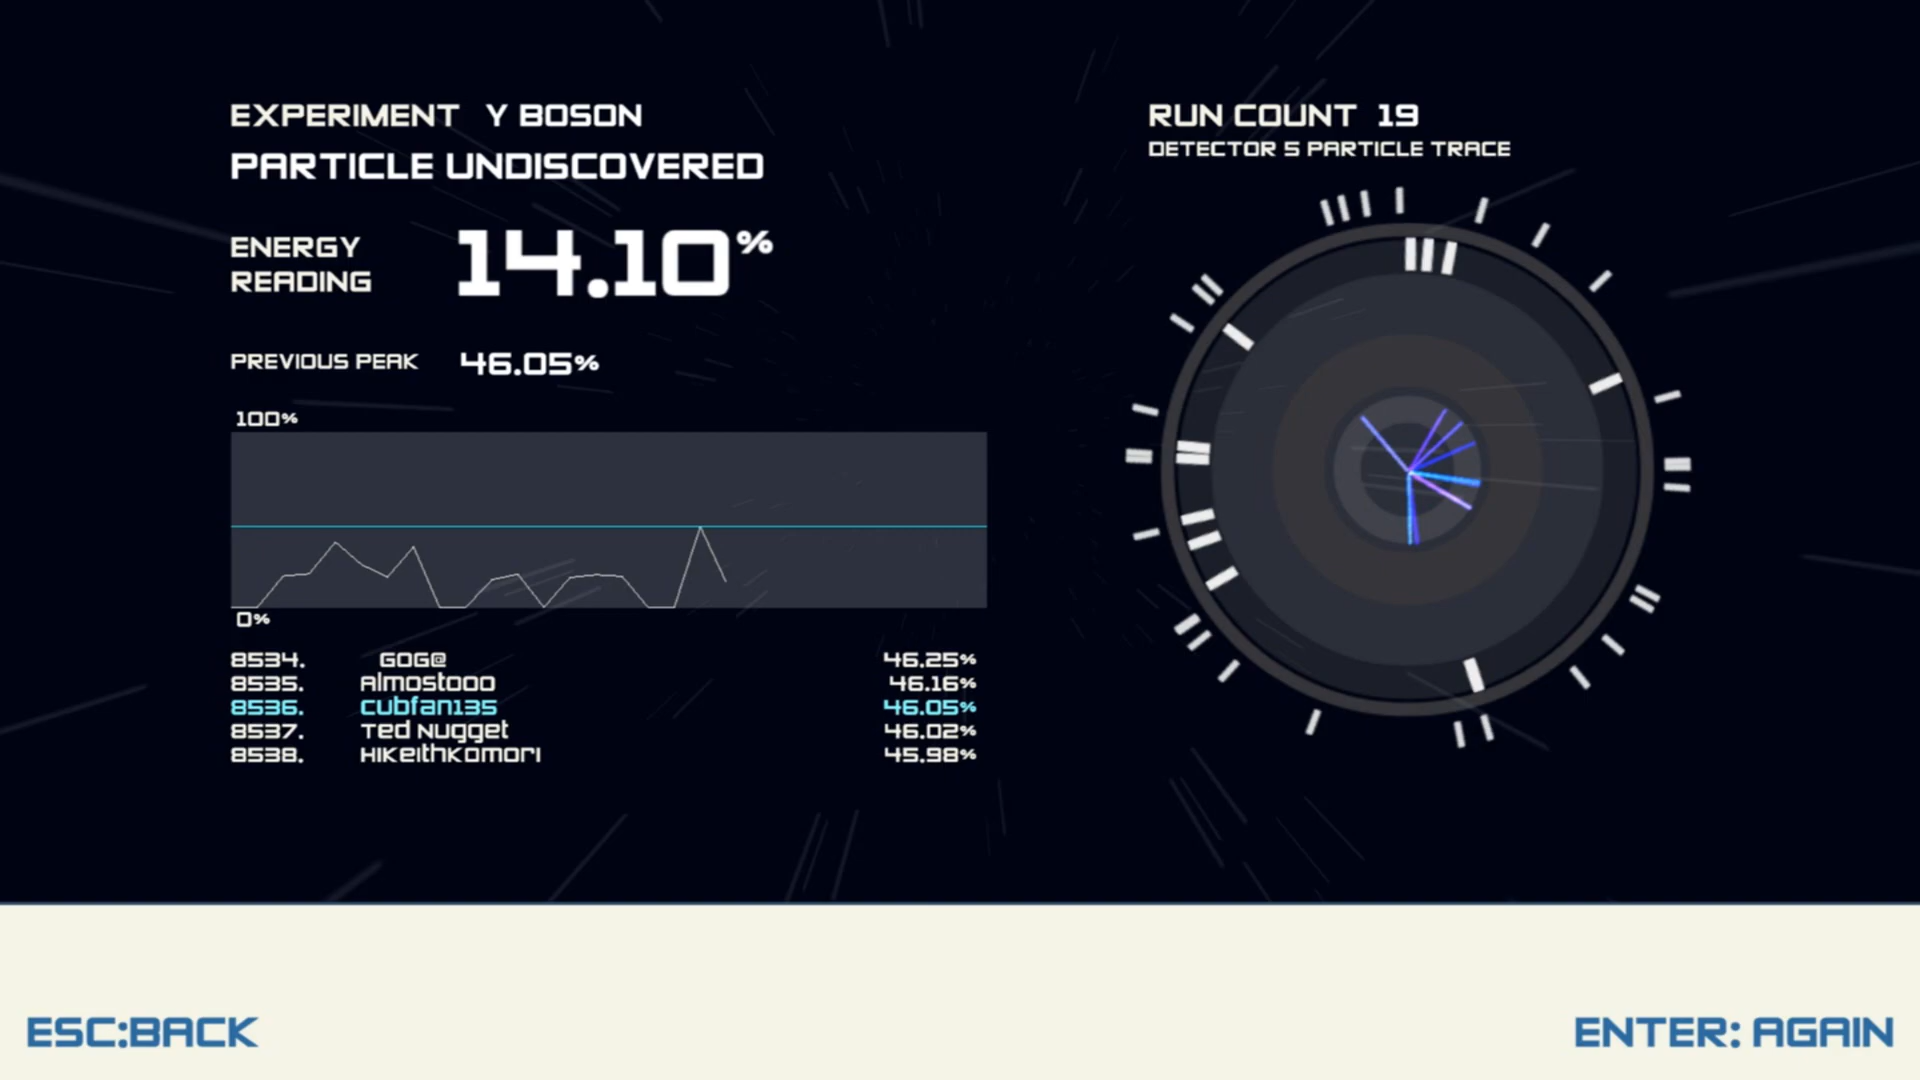 EXPERIMENT Y BOSON
PARTICLE UNDISCOVERED
ENERGY READING 14.10%
PREVIOUS PEAK 46.05%
100%
0%
8534. GOG@ 46.25%
8535. Almostooo 46.16%
8536. cubfan135 46.05%
8537. Ted Nugget 46.02%
8538. HIKeithKomori 45.98%
RUN COUNT 19
DETECTOR 5 PARTICLE TRACE
ESC:BACK
ENTER: AGAIN